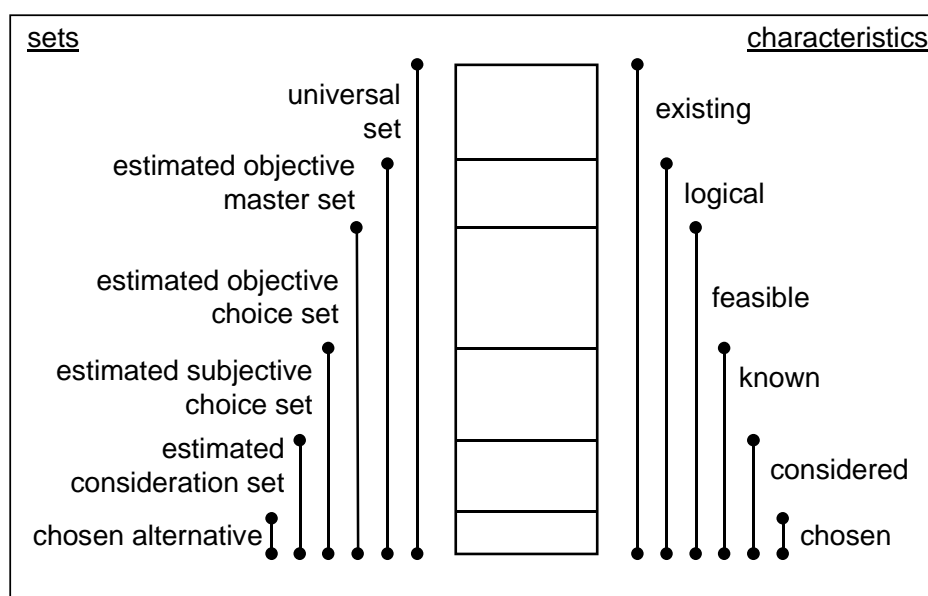 sets
characteristics
universal
set
existing
estimated objective
master set
logical
estimated objective
choice set
feasible
estimated subjective
choice set
known
estimated
consideration set
considered
chosen alternative
chosen